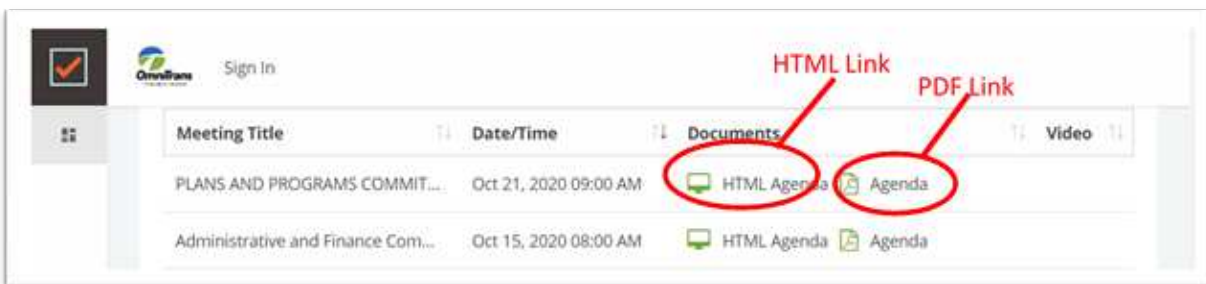 HTML Link
PDF Link
OmniTrans Sign In
Meeting Title Date/Time Documents Video
PLANS AND PROGRAMS COMMIT... Oct 21, 2020 09:00 AM HTML Agenda Agenda
Administrative and Finance Com... Oct 15, 2020 08:00 AM HTML Agenda Agenda